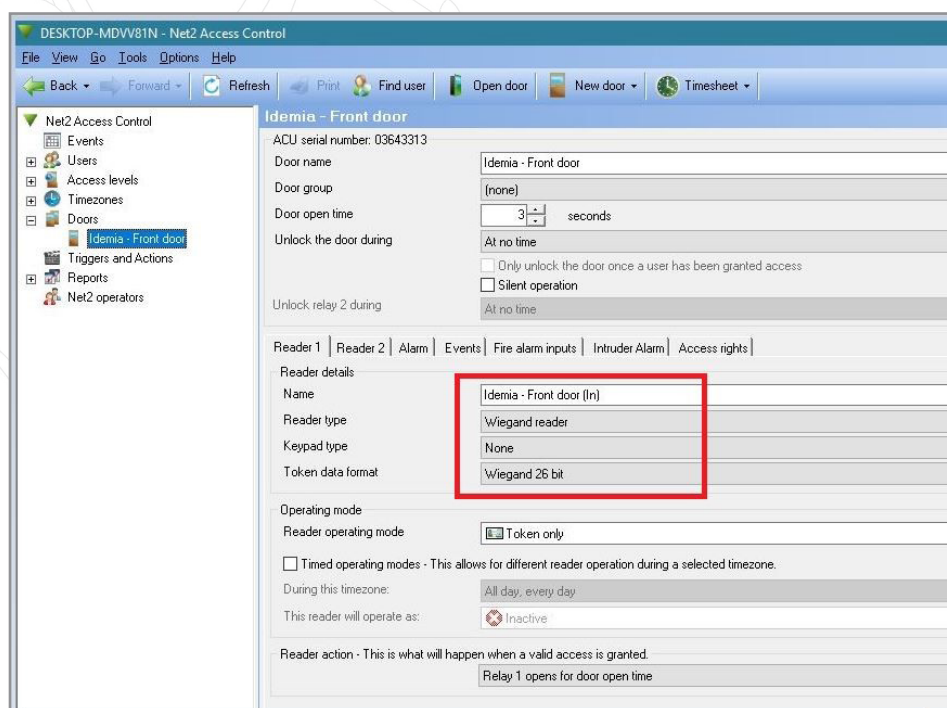 DESKTOP-MDVV81N - Net2 Access Control
File View Go Tools Options Help
Back Forward Refresh Print Find user Open door New door Timesheet
Net2 Access Control
Events
Users
Access levels
Timezones
Doors
Idemia - Front door
Triggers and Actions
Reports
Net2 operators
Idemia - Front door
ACU serial number: 03643313
Door name Idemia - Front door
Door group (none)
Door open time 3 seconds
Unlock the door during At no time
Only unlock the door once a user has been granted access
Silent operation
Unlock relay 2 during At no time
Reader 1 Reader 2 Alarm Events Fire alarm inputs Intruder Alarm Access rights
Reader details
Name Idemia - Front door (In)
Reader type Wiegand reader
Keypad type None
Token data format Wiegand 26 bit
Operating mode
Reader operating mode Token only
Timed operating modes - This allows for different reader operation during a selected timezone.
During this timezone: All day, every day
This reader will operate as: Inactive
Reader action - This is what will happen when a valid access is granted.
Relay 1 opens for door open time